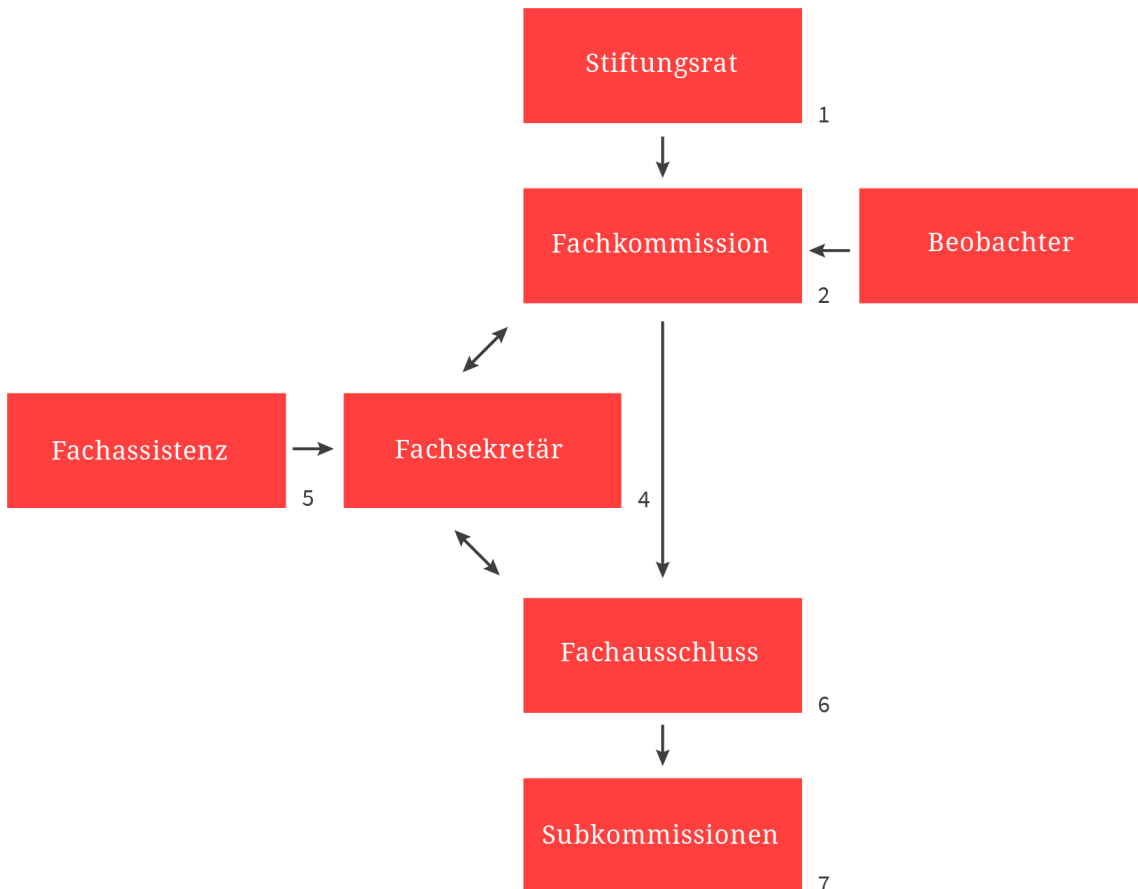 Stiftungsrat
1
Fachkommission
2
Beobachter
Fachassistenz
5
Fachsekretär
4
Fachausschluss
6
Subkommissionen
7